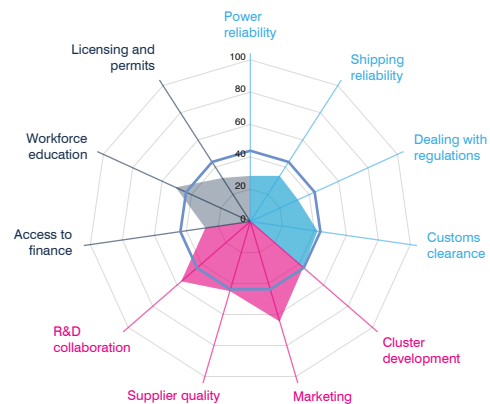 Power
reliability
Licensing and
permits
100
Shipping
reliability
80
60
Workforce
education
40
Dealing with
regulations
20
0
Access to
finance
Customs
clearance
R&D
collaboration
Cluster
development
Supplier quality
Marketing